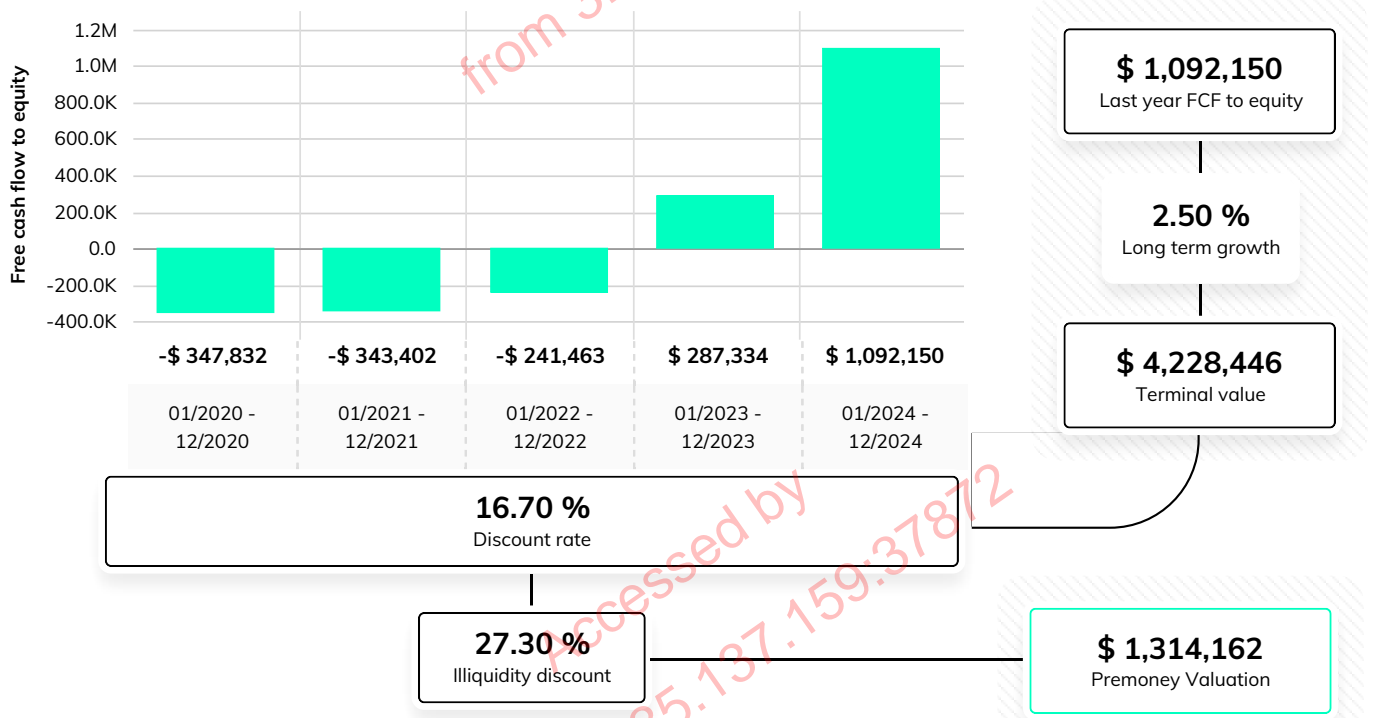 Free cash flow to equity
1.2M
1.0M
800.0K
600.0K
400.0K
200.0K
0.0
-200.0K
-400.0K
-$ 347,832
-$ 343,402
-$ 241,463
$ 287,334
$ 1,092,150
01/2020 -
12/2020
01/2021 -
12/2021
01/2022 -
12/2022
01/2023 -
12/2023
01/2024 -
12/2024
$ 1,092,150
Last year FCF to equity
2.50 %
Long term growth
$ 4,228,446
Terminal value
16.70 %
Discount rate
27.30 %
Illiquidity discount
$ 1,314,162
Premoney Valuation
from
Accessed by
35.137.159:37872